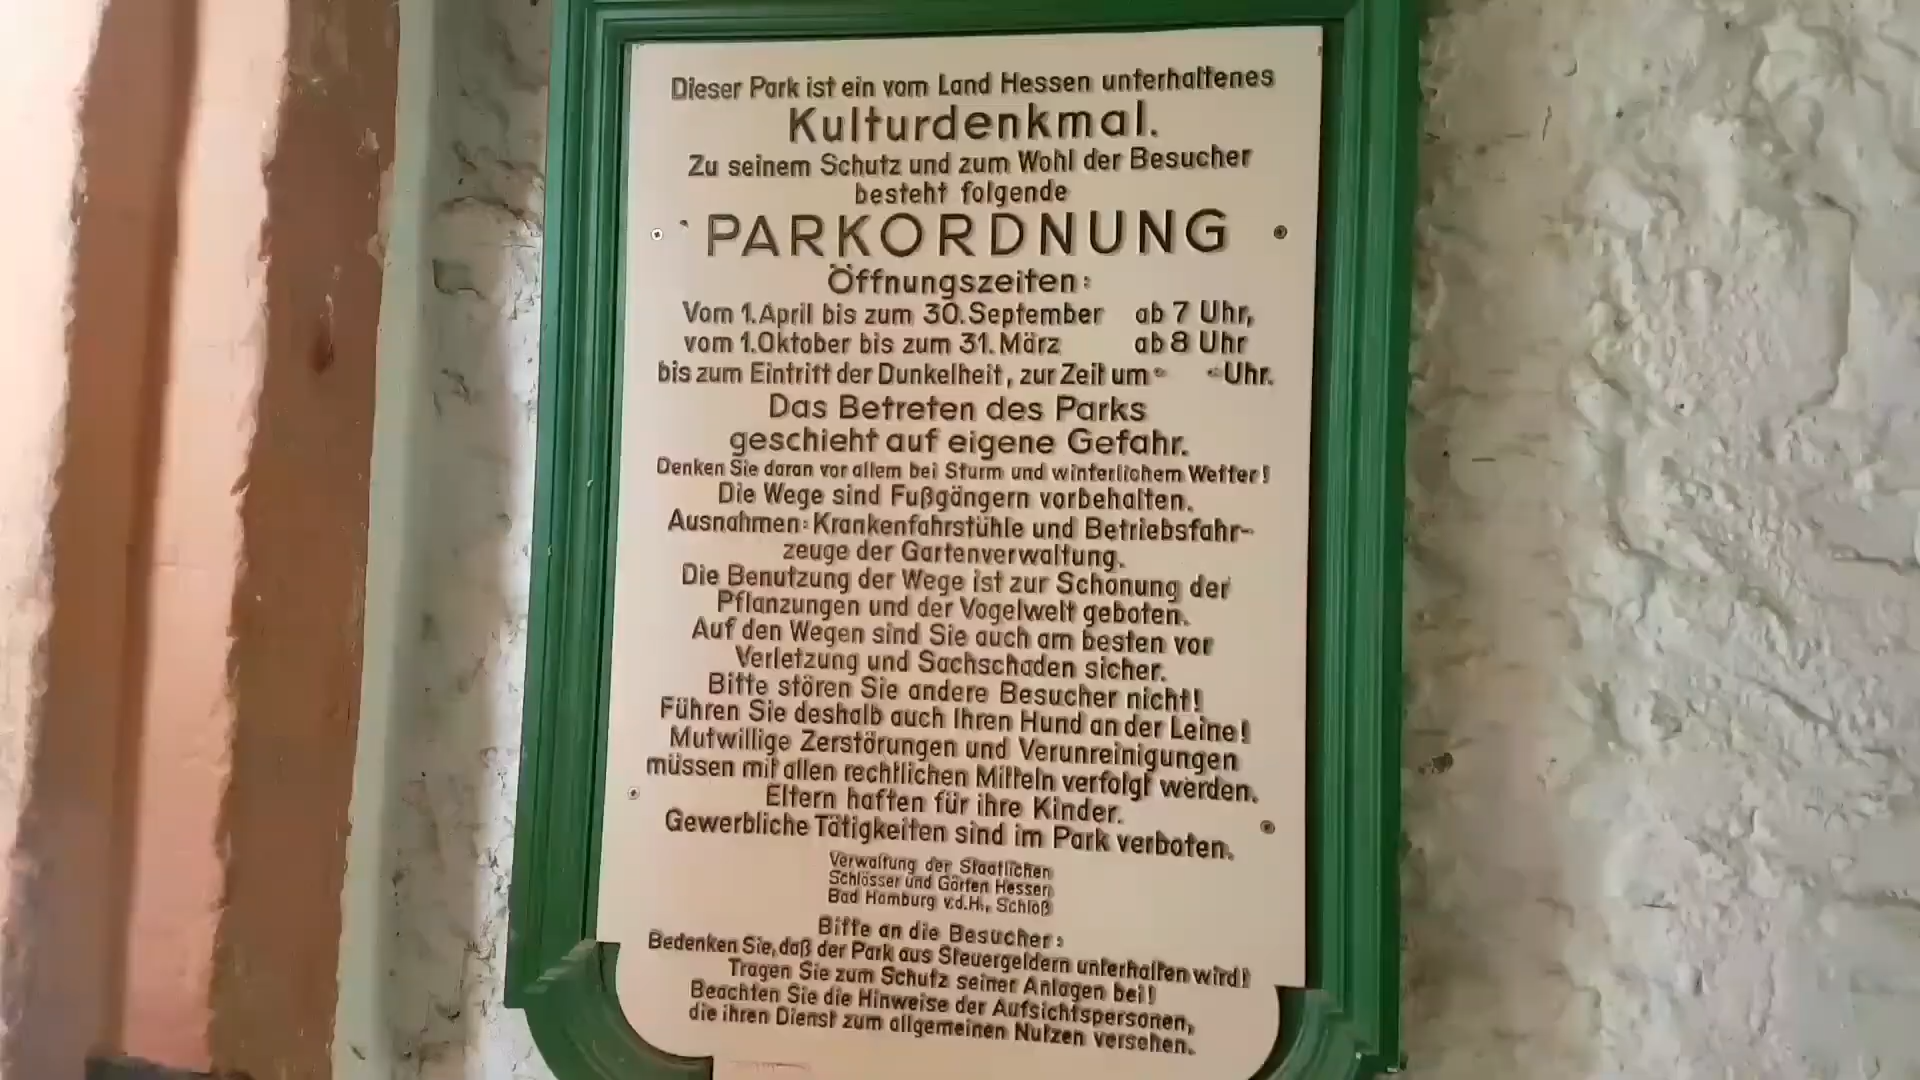 Dieser Park ist ein vom Land Hessen unterhaltenes
Kulturdenkmal.
Zu seinem Schutz und zum Wohl der Besucher
besteht folgende
PARKORDNUNG
Öffnungszeiten:
Vom 1. April bis zum 30. September ab 7 Uhr,
vom 1. Oktober bis zum 31. März ab 8 Uhr
bis zum Eintritt der Dunkelheit, zur Zeit um Uhr.
Das Betreten des Parks
geschieht auf eigene Gefahr.
Denken Sie daran vor allem bei Sturm und winterlichem Wetter!
Die Wege sind Fußgängern vorbehalten.
Ausnahmen: Krankenfahrstühle und Betriebsfahr-
zeuge der Gartenverwaltung.
Die Benutzung der Wege ist zur Schonung der
Pflanzungen und der Vogelwelt geboten.
Auf den Wegen sind Sie auch am besten vor
Verletzung und Sachschaden sicher.
Bitte stören Sie andere Besucher nicht!
Führen Sie deshalb auch Ihren Hund an der Leine!
Mutwillige Zerstörungen und Verunreinigungen
müssen mit allen rechtlichen Mitteln verfolgt werden.
Eltern haften für ihre Kinder.
Gewerbliche Tätigkeiten sind im Park verboten.
Verwaltung der Staatlichen
Schlösser und Gärten Hessen
Bad Homburg v.d.H., Schloß
Bitte an die Besucher:
Bedenken Sie, daß der Park aus Steuergeldern unterhalten wird!
Tragen Sie zum Schutz seiner Anlagen bei!
Beachten Sie die Hinweise der Aufsichtspersonen,
die ihren Dienst zum allgemeinen Nutzen versehen.